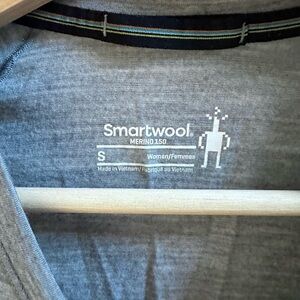 Smartwool
MERINO 150
S
Women/Femmes
Made in Vietnam/Fabriqué au Vietnam